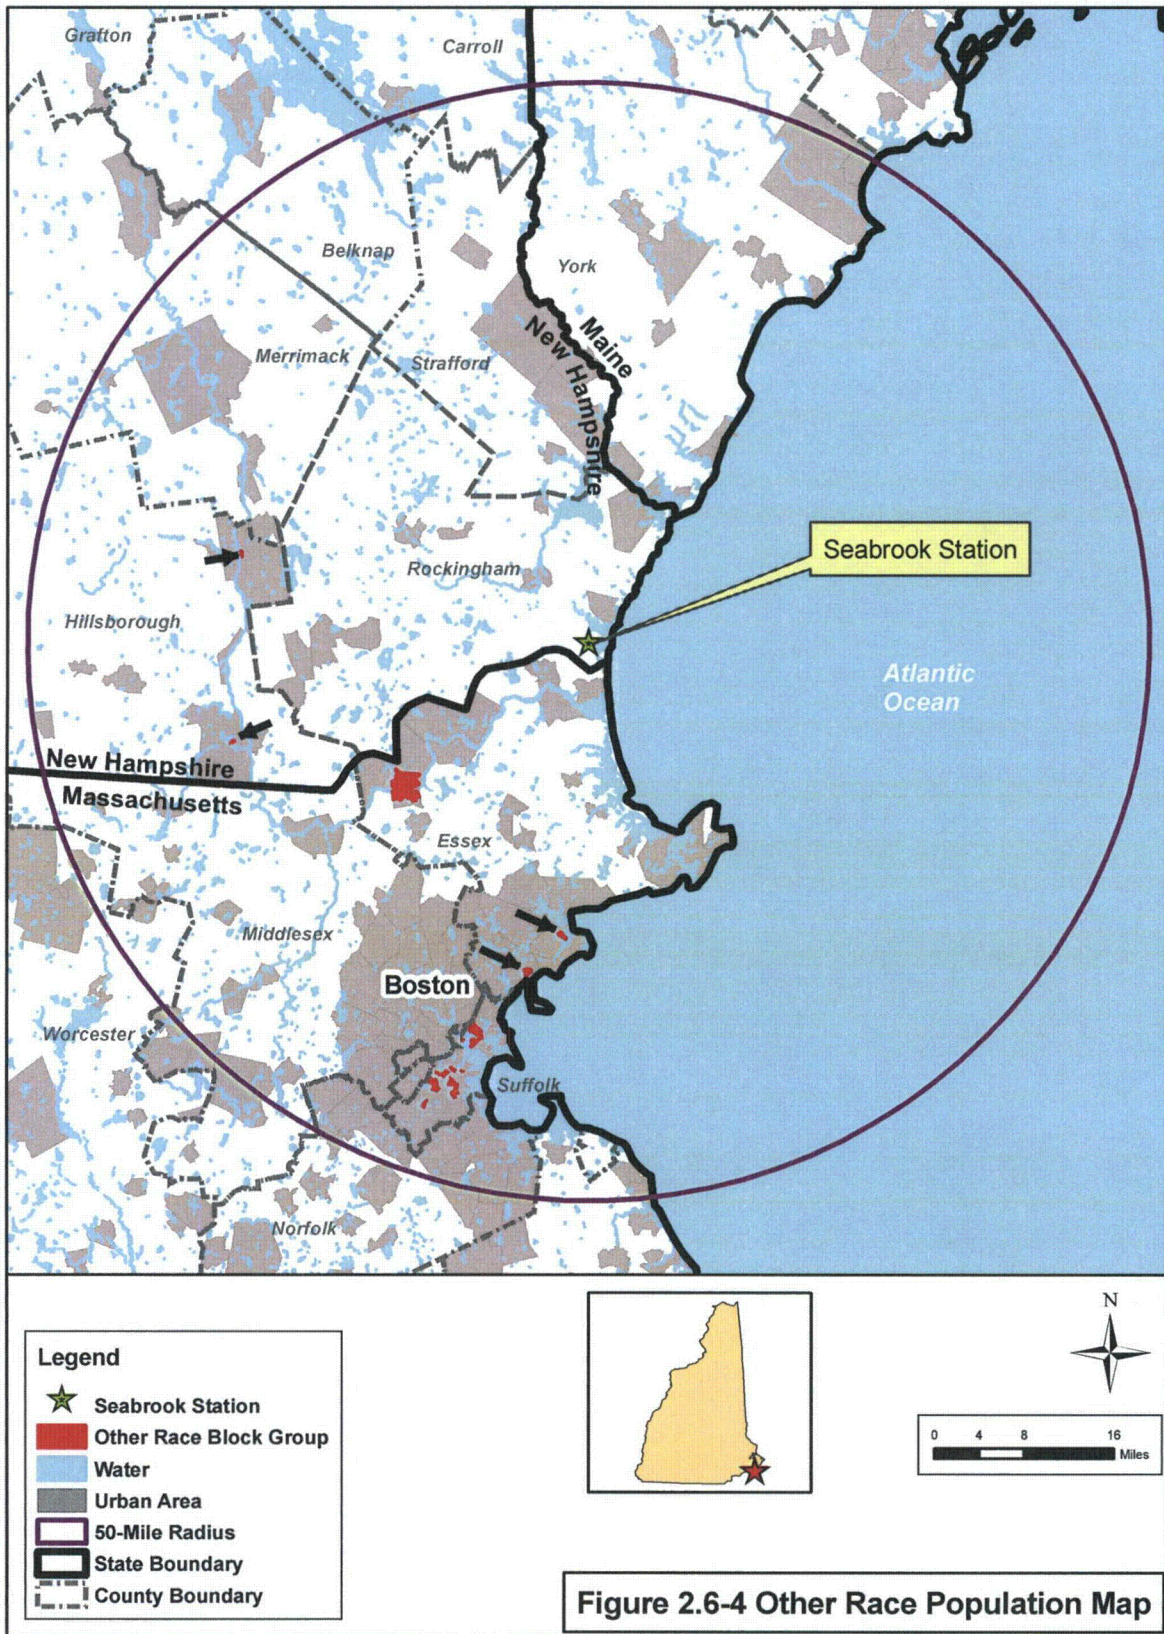 Grafton
Carroll
Belknap
York
Maine
New Hampshire
Merrimack
Strafford
Seabrook Station
Rockingham
Hillsborough
Atlantic
Ocean
New Hampshire
Massachusetts
Essex
Middlesex
Boston
Worcester
Suffolk
Norfolk
N
Legend
Seabrook Station
Other Race Block Group
Water
Urban Area
50-Mile Radius
State Boundary
County Boundary
0 4 8 16
Miles
Figure 2.6-4 Other Race Population Map